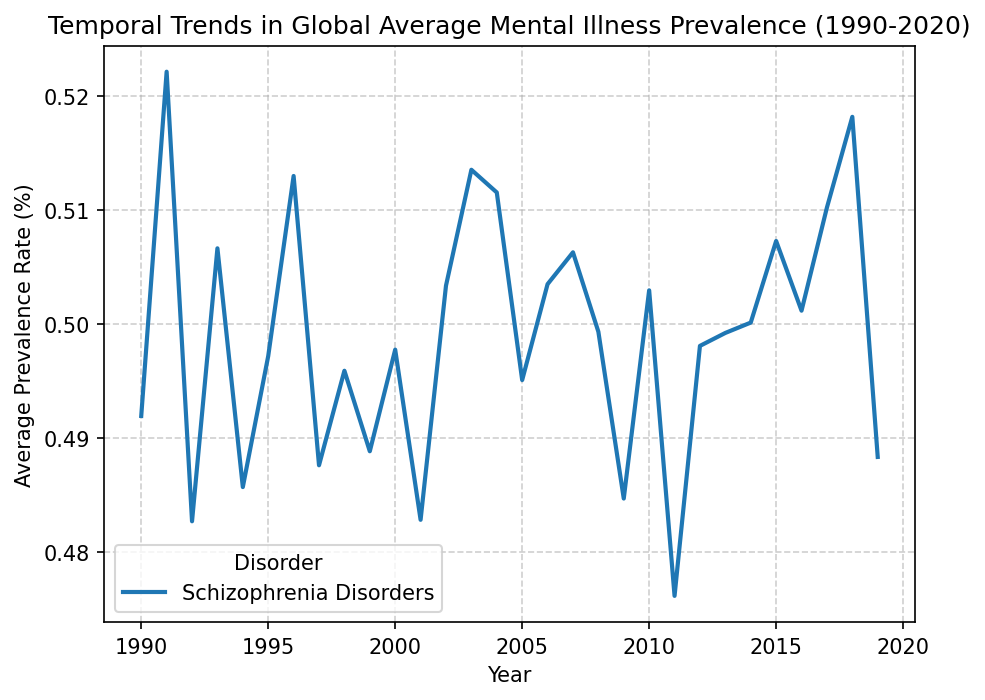 Temporal Trends in Global Average Mental Illness Prevalence (1990-2020)
Average Prevalence Rate (%)
0.52
0.51
0.50
0.49
0.48
Disorder
Schizophrenia Disorders
1990 1995 2000 2005 2010 2015 2020
Year